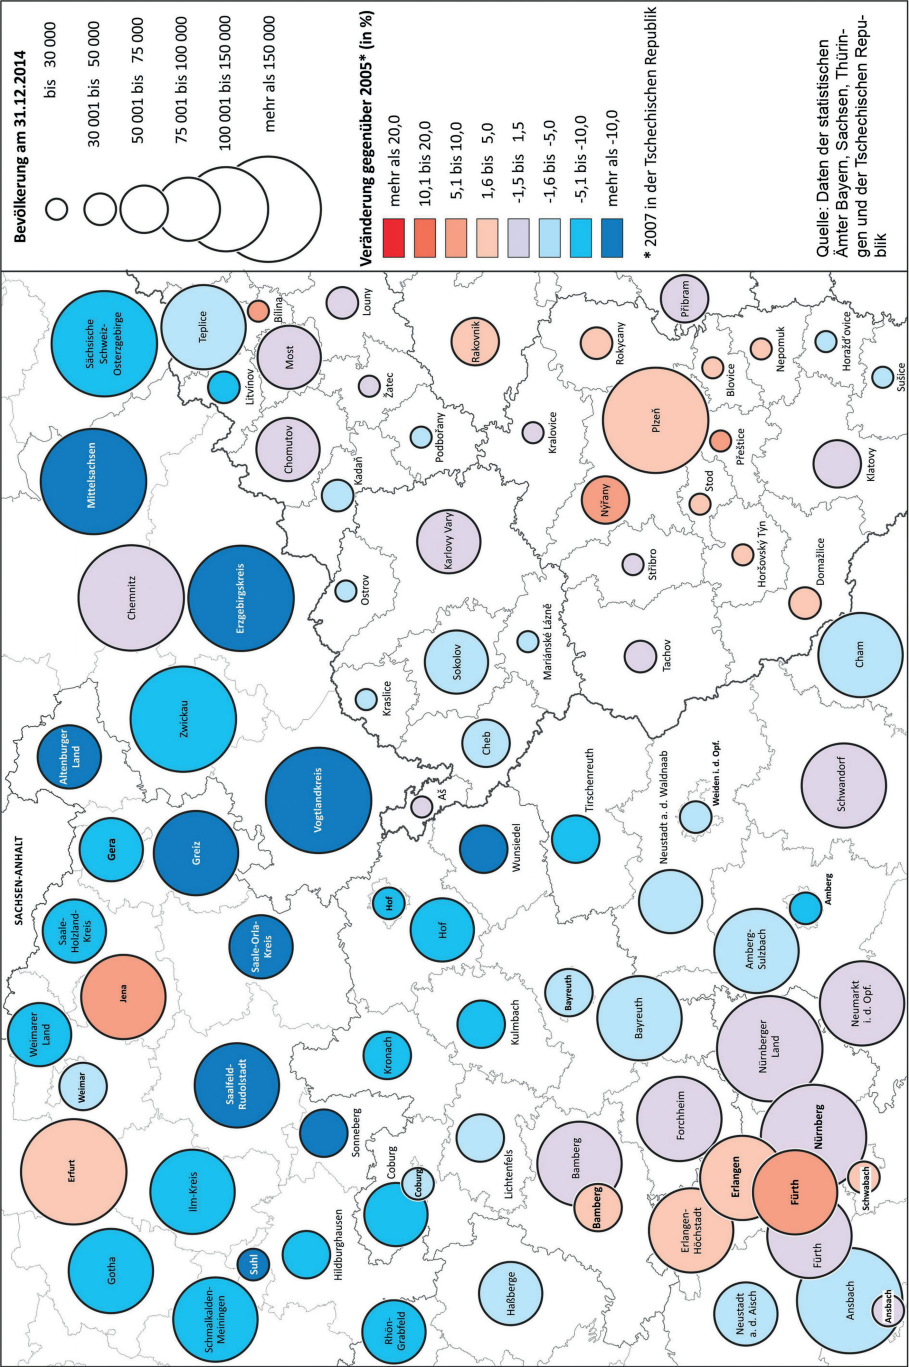 SACHSEN-ANHALT
Weimarer
Land
Saale-
Holzland-
Kreis
Altenburger
Land
Mittelsachsen
Sächsische
Schweiz-
Osterzgebirge
Erfurt
Weimar
Gotha
Jena
Gera
Chemnitz
Ilm-Kreis
Schmalkalden-
Meiningen
Suhl
Saalfeld-
Rudolstadt
Saale-Orla-
Kreis
Greiz
Zwickau
Erzgebirgskreis
Teplice
Litvínov
Bílina
Most
Chomutov
Louny
Žatec
Kadaň
Podbořany
Ostrov
Kraslice
Vogtlandkreis
Hildburghausen
Sonneberg
Rhön-
Grabfeld
Coburg
Coburg
Kronach
Hof
Hof
Aš
Cheb
Sokolov
Karlovy Vary
Rakovník
Kralovice
Mariánské Lázně
Haßberge
Lichtenfels
Kulmbach
Wunsiedel
Bamberg
Bamberg
Bayreuth
Bayreuth
Tirschenreuth
Tachov
Stříbro
Nýřany
Plzeň
Rokycany
Příbram
Stod
Přeštice
Blovice
Nepomuk
Horšovský Týn
Domažlice
Klatovy
Horažďovice
Sušice
Erlangen-
Höchstadt
Forchheim
Neustadt a. d. Waldnaab
Weiden i. d. Opf.
Erlangen
Nürnberger
Land
Amberg-
Sulzbach
Amberg
Neustadt
a. d. Aisch
Fürth
Fürth
Nürnberg
Schwabach
Neumarkt
i. d. Opf.
Schwandorf
Cham
Ansbach
Ansbach
Bevölkerung am 31.12.2014
bis 30 000
30 001 bis 50 000
50 001 bis 75 000
75 001 bis 100 000
100 001 bis 150 000
mehr als 150 000
Veränderung gegenüber 2005* (in %)
mehr als 20,0
10,1 bis 20,0
5,1 bis 10,0
1,6 bis 5,0
-1,5 bis 1,5
-1,6 bis -5,0
-5,1 bis -10,0
mehr als -10,0
* 2007 in der Tschechischen Republik
Quelle: Daten der statistischen
Ämter Bayern, Sachsen, Thürin-
gen und der Tschechischen Repu-
blik